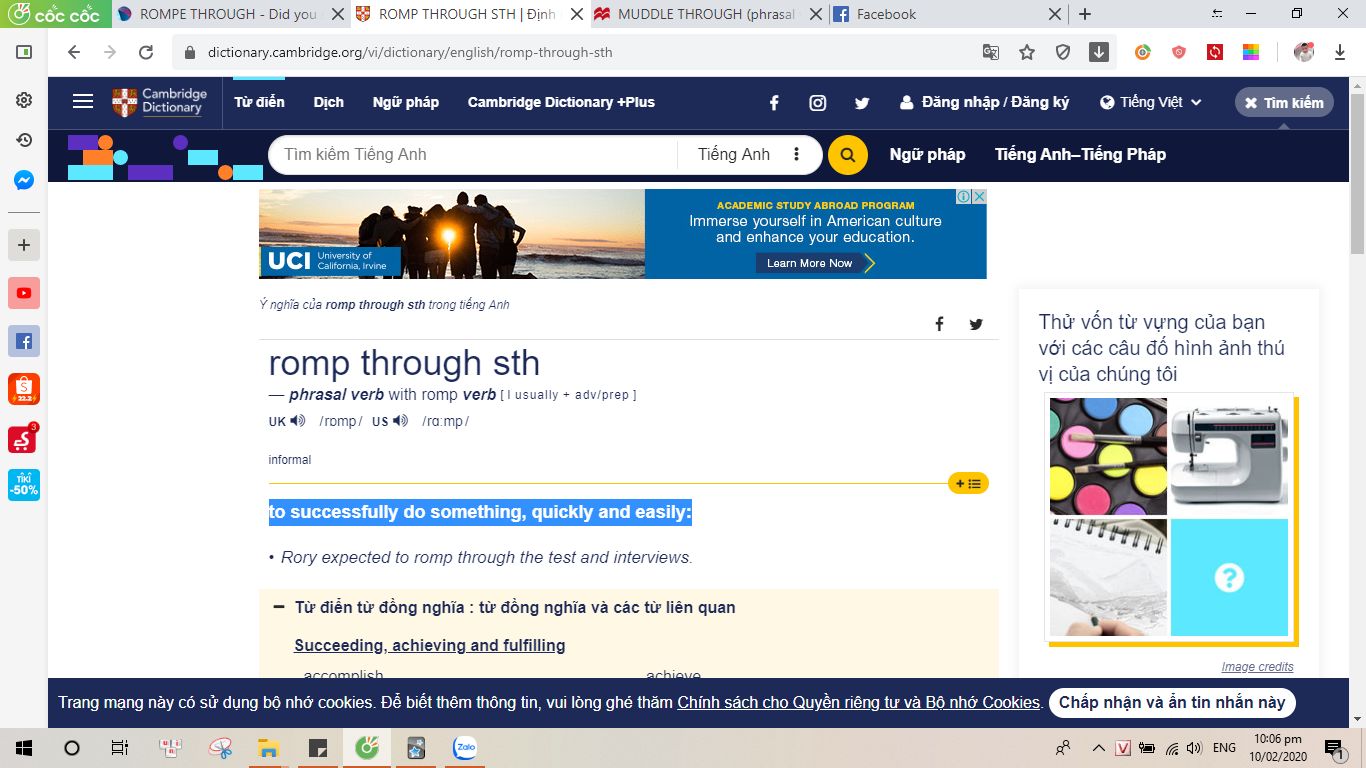 CỐC CỐC
ROMPE THROUGH - Did you
ROMP THROUGH STH | Định
MUDDLE THROUGH (phrasal
Facebook
dictionary.cambridge.org/vi/dictionary/english/romp-through-sth
Cambridge Dictionary
Từ điển Dịch Ngữ pháp Cambridge Dictionary +Plus
Đăng nhập / Đăng ký
Tiếng Việt
Tìm kiếm
Tìm kiếm Tiếng Anh
Tiếng Anh
Ngữ pháp Tiếng Anh–Tiếng Pháp
UCI University of
California, Irvine
ACADEMIC STUDY ABROAD PROGRAM
Immerse yourself in American culture
and enhance your education.
Learn More Now
Ý nghĩa của romp through sth trong tiếng Anh
romp through sth
— phrasal verb with romp verb [ I usually + adv/prep ]
UK /rɒmp/ US /rɑːmp/
informal
to successfully do something, quickly and easily:
• Rory expected to romp through the test and interviews.
Từ điển từ đồng nghĩa : từ đồng nghĩa và các từ liên quan
Succeeding, achieving and fulfilling
accomplish achieve
Thử vốn từ vựng của bạn
với các câu đố hình ảnh thú
vị của chúng tôi
?
Image credits
22.2
3
TIKI
-50%
Trang mạng này có sử dụng bộ nhớ cookies. Để biết thêm thông tin, vui lòng ghé thăm Chính sách cho Quyền riêng tư và Bộ nhớ Cookies.
Chấp nhận và ẩn tin nhắn này
Zalo
V
ENG
10:06 pm
10/02/2020
1